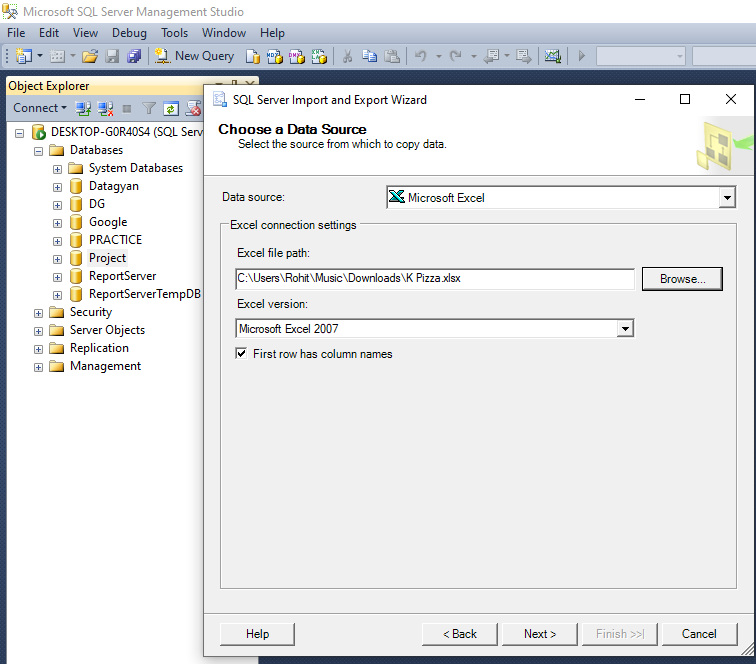 Microsoft SQL Server Management Studio
File Edit View Debug Tools Window Help
New Query
Object Explorer
Connect
DESKTOP-G0R40S4 (SQL Serv
Databases
System Databases
Datagyan
DG
Google
PRACTICE
Project
ReportServer
ReportServerTempDB
Security
Server Objects
Replication
Management
SQL Server Import and Export Wizard
Choose a Data Source
Select the source from which to copy data.
Data source:
Microsoft Excel
Excel connection settings
Excel file path:
C:\Users\Rohit\Music\Downloads\K Pizza.xlsx
Browse...
Excel version:
Microsoft Excel 2007
First row has column names
Help
< Back
Next >
Finish >>|
Cancel